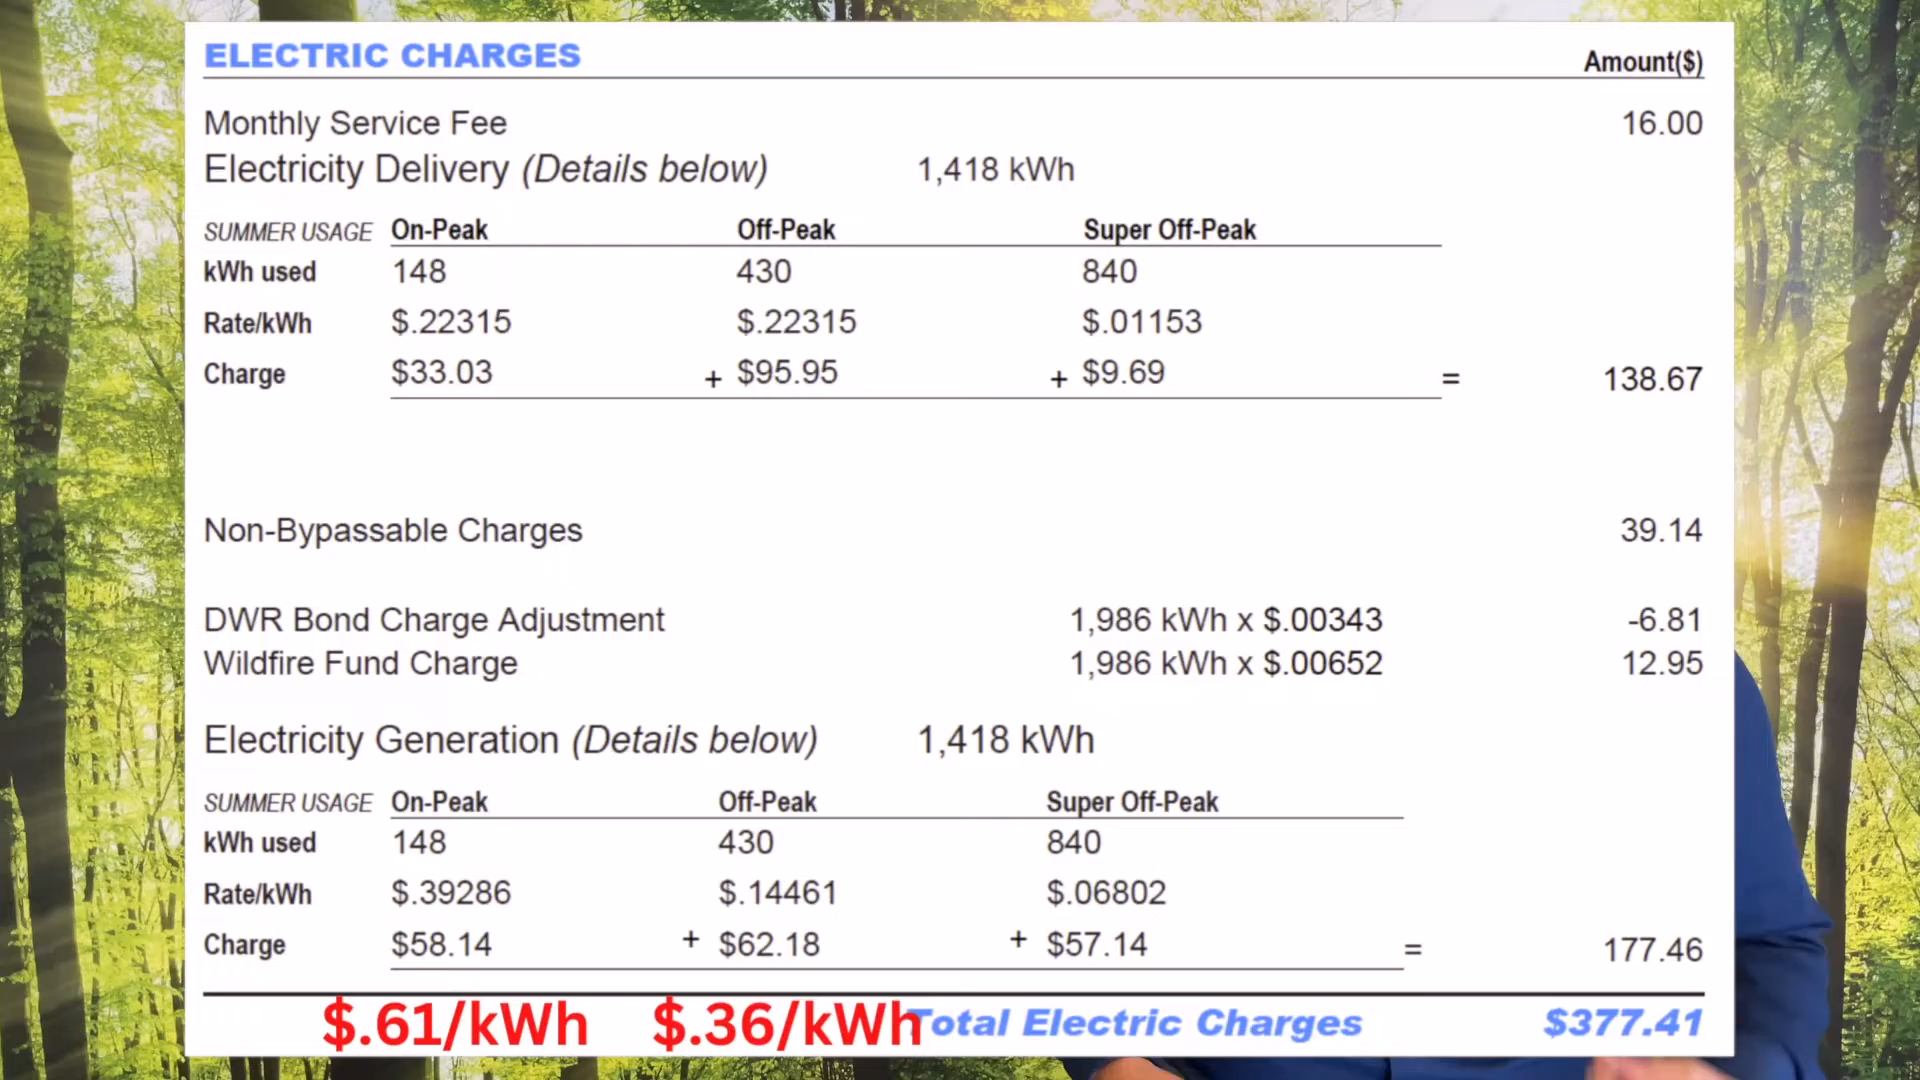 ELECTRIC CHARGES Amount($)
Monthly Service Fee 16.00
Electricity Delivery (Details below) 1,418 kWh
SUMMER USAGE On-Peak Off-Peak Super Off-Peak
kWh used 148 430 840
Rate/kWh $.22315 $.22315 $.01153
Charge $33.03 + $95.95 + $9.69 = 138.67
Non-Bypassable Charges 39.14
DWR Bond Charge Adjustment 1,986 kWh x $.00343 -6.81
Wildfire Fund Charge 1,986 kWh x $.00652 12.95
Electricity Generation (Details below) 1,418 kWh
SUMMER USAGE On-Peak Off-Peak Super Off-Peak
kWh used 148 430 840
Rate/kWh $.39286 $.14461 $.06802
Charge $58.14 + $62.18 + $57.14 = 177.46
$.61/kWh $.36/kWh Total Electric Charges $377.41